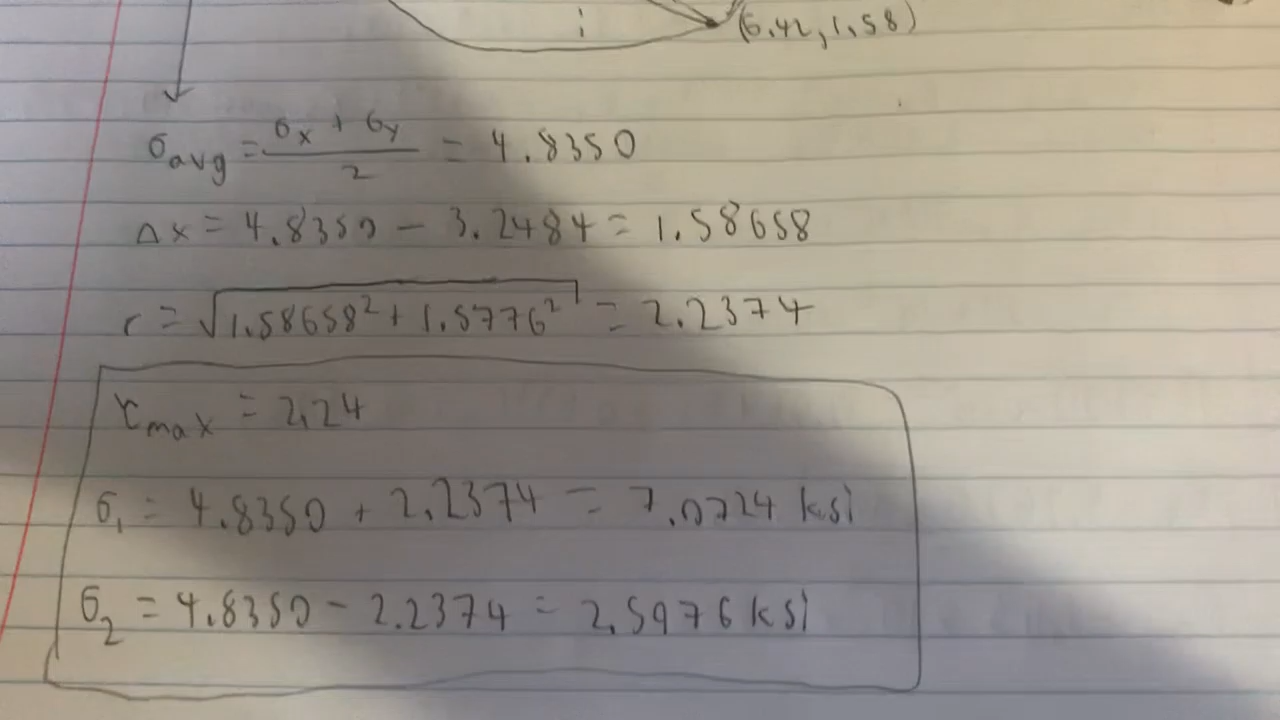 (6.42, 1.58)
σavg = σx + σy / 2 = 4.8350
Δx = 4.8350 - 3.2484 = 1.58658
r = √1.58658² + 1.5776² = 2.2374
τmax = 2.24
σ1 = 4.8350 + 2.2374 = 7.0724 ksi
σ2 = 4.8350 - 2.2374 = 2.5976 ksi